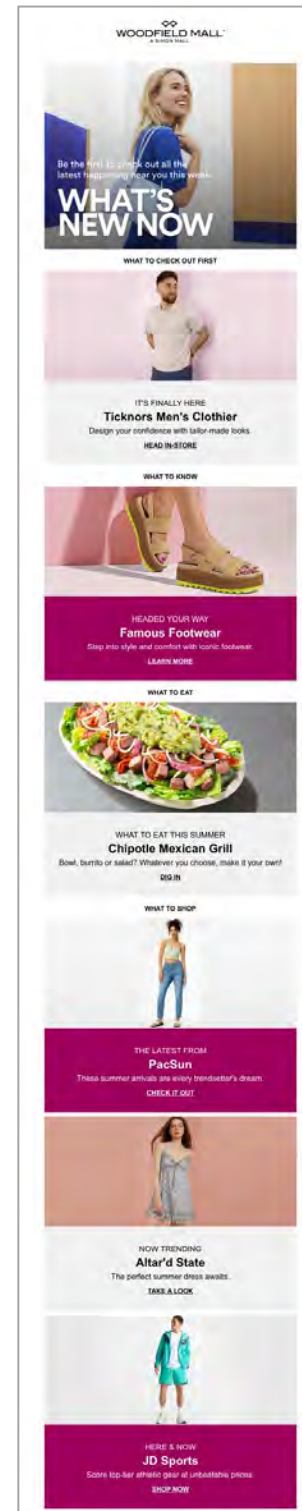 WOODFIELD MALL
A SIMON MALL
Be the first to check out all the
latest happening near you this week.
WHAT'S
NEW NOW
WHAT TO CHECK OUT FIRST
IT'S FINALLY HERE
Ticknors Men's Clothier
Design your confidence with tailor-made looks.
HEAD IN-STORE
WHAT TO KNOW
HEADED YOUR WAY
Famous Footwear
Step into style and comfort with iconic footwear.
LEARN MORE
WHAT TO EAT
WHAT TO EAT THIS SUMMER
Chipotle Mexican Grill
Bowl, burrito or salad? Whatever you choose, make it your own!
DIG IN
WHAT TO SHOP
THE LATEST FROM
PacSun
These summer arrivals are every trendsetter's dream.
CHECK IT OUT
NOW TRENDING
Altar'd State
The perfect summer dress awaits.
TAKE A LOOK
HERE & NOW
JD Sports
Score top-tier athletic gear at unbeatable prices.
SHOP NOW